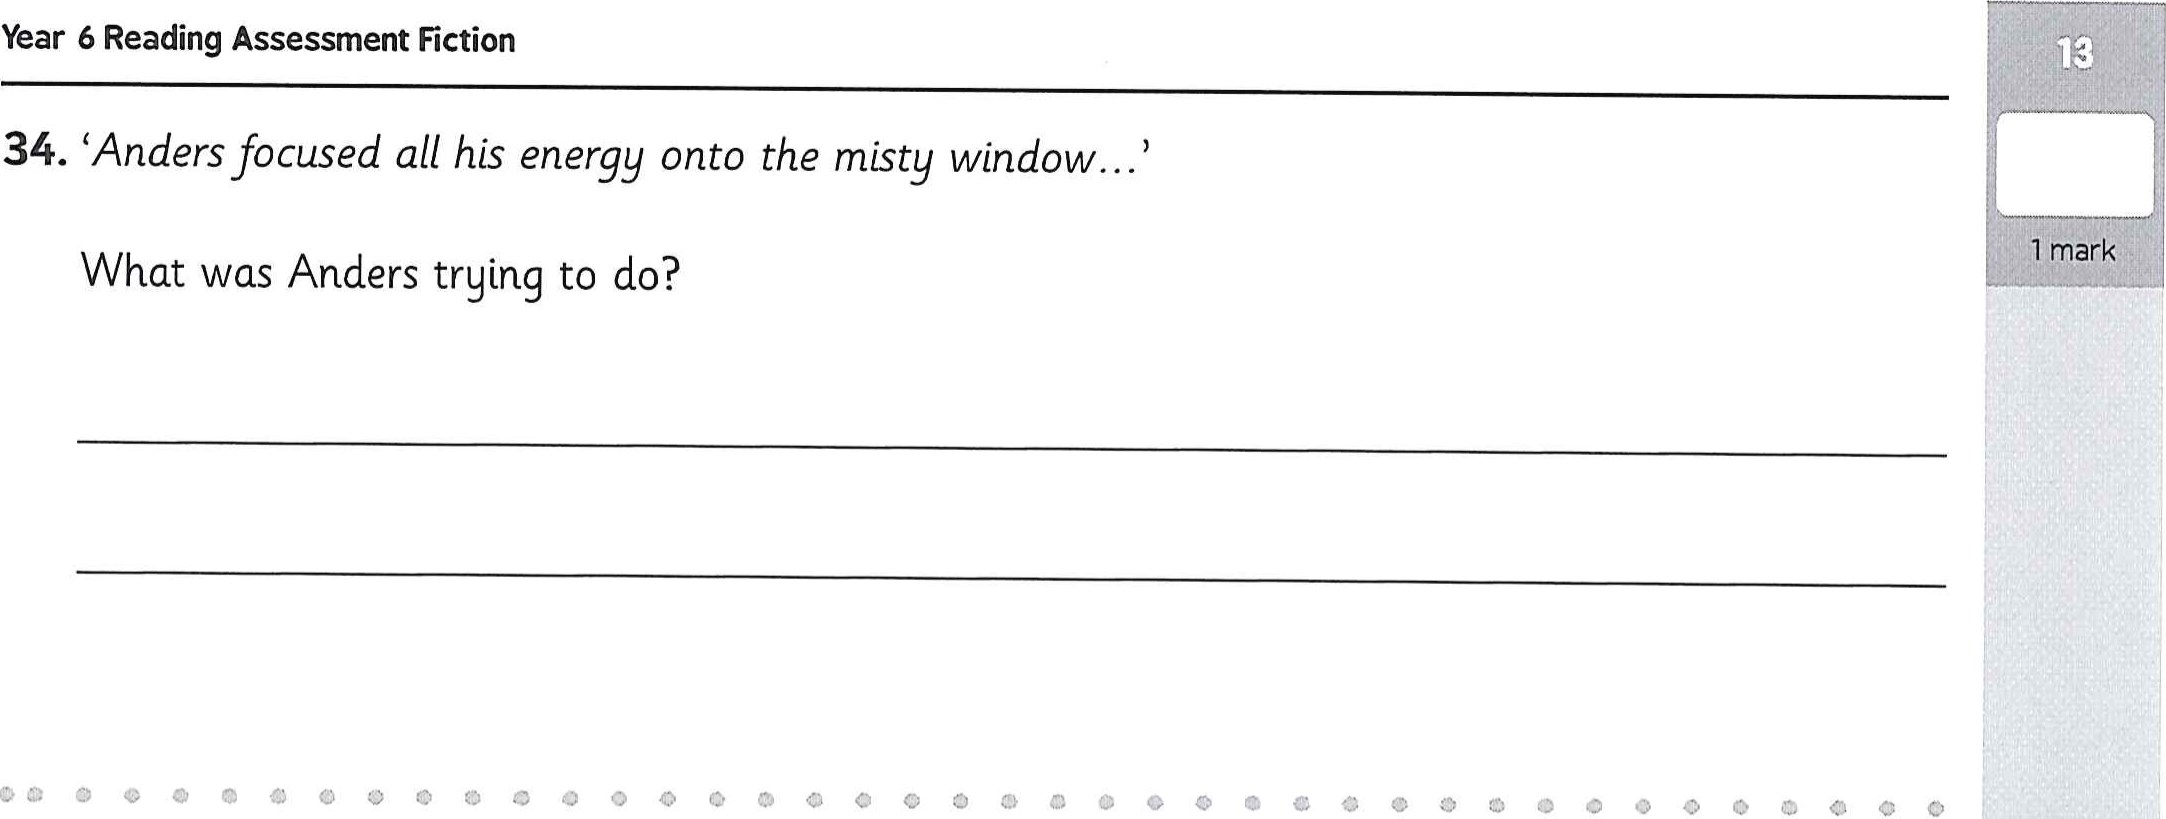 Year 6 Reading Assessment Fiction
13
34. ‘Anders focused all his energy onto the misty window...’
1 mark
What was Anders trying to do?